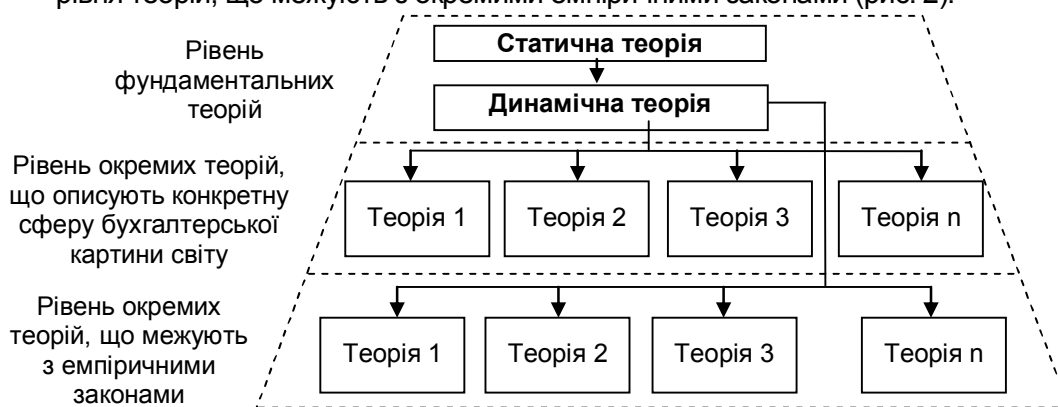 рівня теорій, що межують з окремими емпіричними законами (рис. 2).
Статична теорія
Рівень
фундаментальних
теорій
Динамічна теорія
Рівень окремих теорій,
що описують конкретну
сферу бухгалтерської
картини світу
Теорія 1 Теорія 2 Теорія 3 Теорія n
Рівень окремих
теорій, що межують
з емпіричними
законами
Теорія 1 Теорія 2 Теорія 3 Теорія n